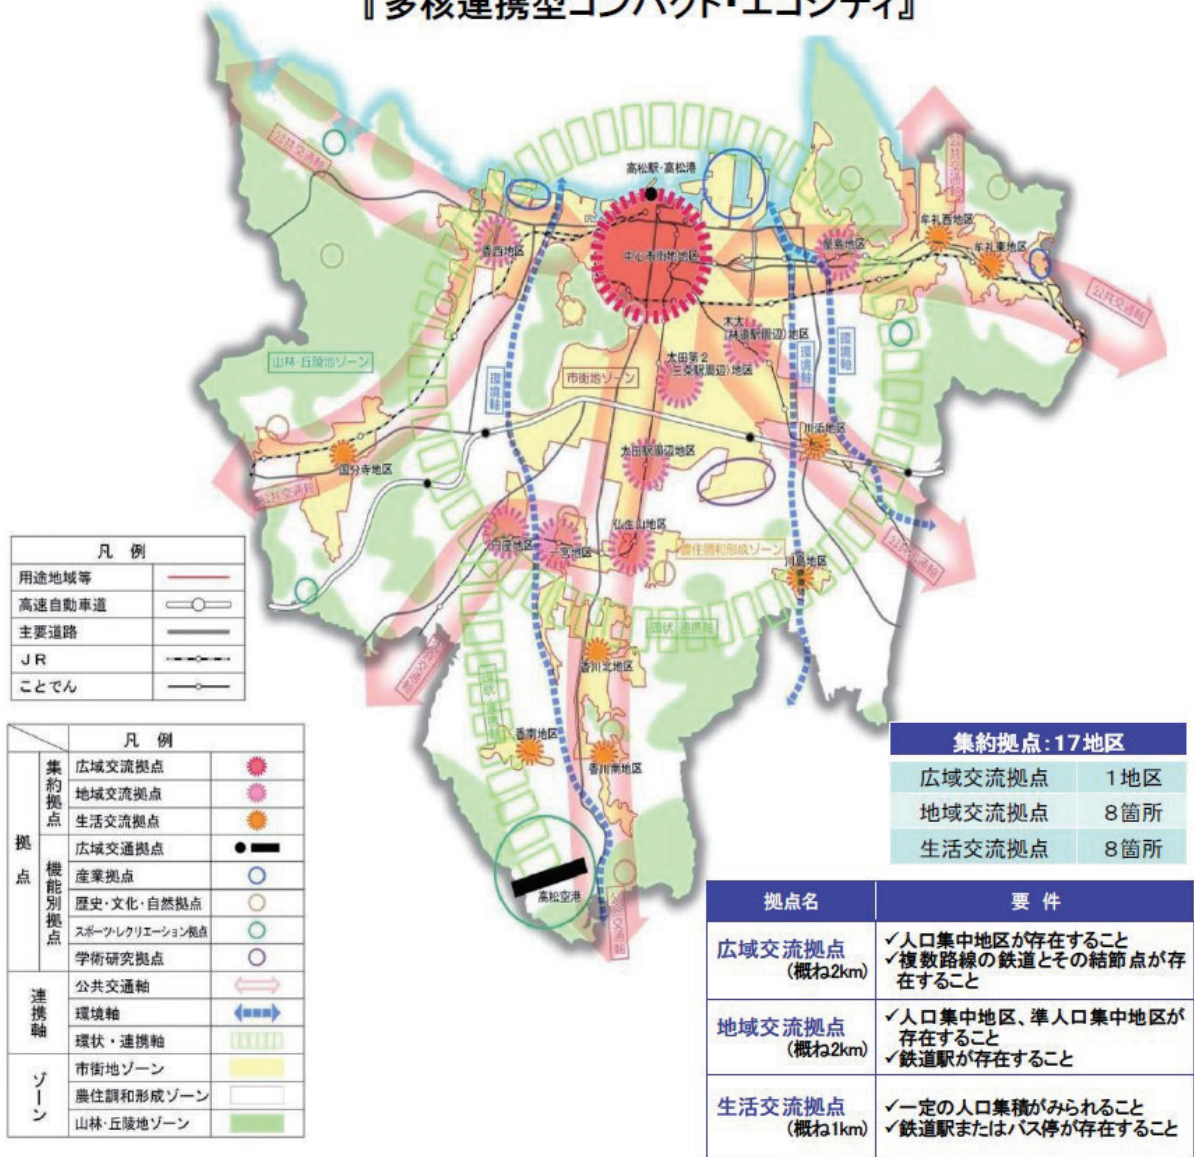 『多核連携型コンパクト・エコシティ』
公共交通軸
高松駅・高松港
公共交通軸
牟礼西地区
牟礼東地区
香西地区
中心市街地地区
屋島地区
公共交通軸
木太
(林道駅周辺)地区
太田第2
(三条駅周辺)地区
山林・丘陵地ゾーン
環境軸
市街地ゾーン
環境軸
環境軸
川添地区
太田駅周辺地区
国分寺地区
公共交通軸
円座地区
一宮地区
仏生山地区
農住調和形成ゾーン
川島地区
公共交通軸
環状・連携軸
香川北地区
公共交通軸
環状・連携軸
香南地区
香川南地区
高松空港
公共交通軸
凡 例
用途地域等
高速自動車道
主要道路
JR
ことでん
凡 例
拠点
集約拠点
広域交流拠点
地域交流拠点
生活交流拠点
機能別拠点
広域交通拠点
産業拠点
歴史・文化・自然拠点
スポーツ・レクリエーション拠点
学術研究拠点
連携軸
公共交通軸
環境軸
環状・連携軸
ゾーン
市街地ゾーン
農住調和形成ゾーン
山林・丘陵地ゾーン
集約拠点:17地区
広域交流拠点 1地区
地域交流拠点 8箇所
生活交流拠点 8箇所
拠点名 要 件
広域交流拠点
(概ね2km)
✓人口集中地区が存在すること
✓複数路線の鉄道とその結節点が存
在すること
地域交流拠点
(概ね2km)
✓人口集中地区、準人口集中地区が
存在すること
✓鉄道駅が存在すること
生活交流拠点
(概ね1km)
✓一定の人口集積がみられること
✓鉄道駅またはバス停が存在すること